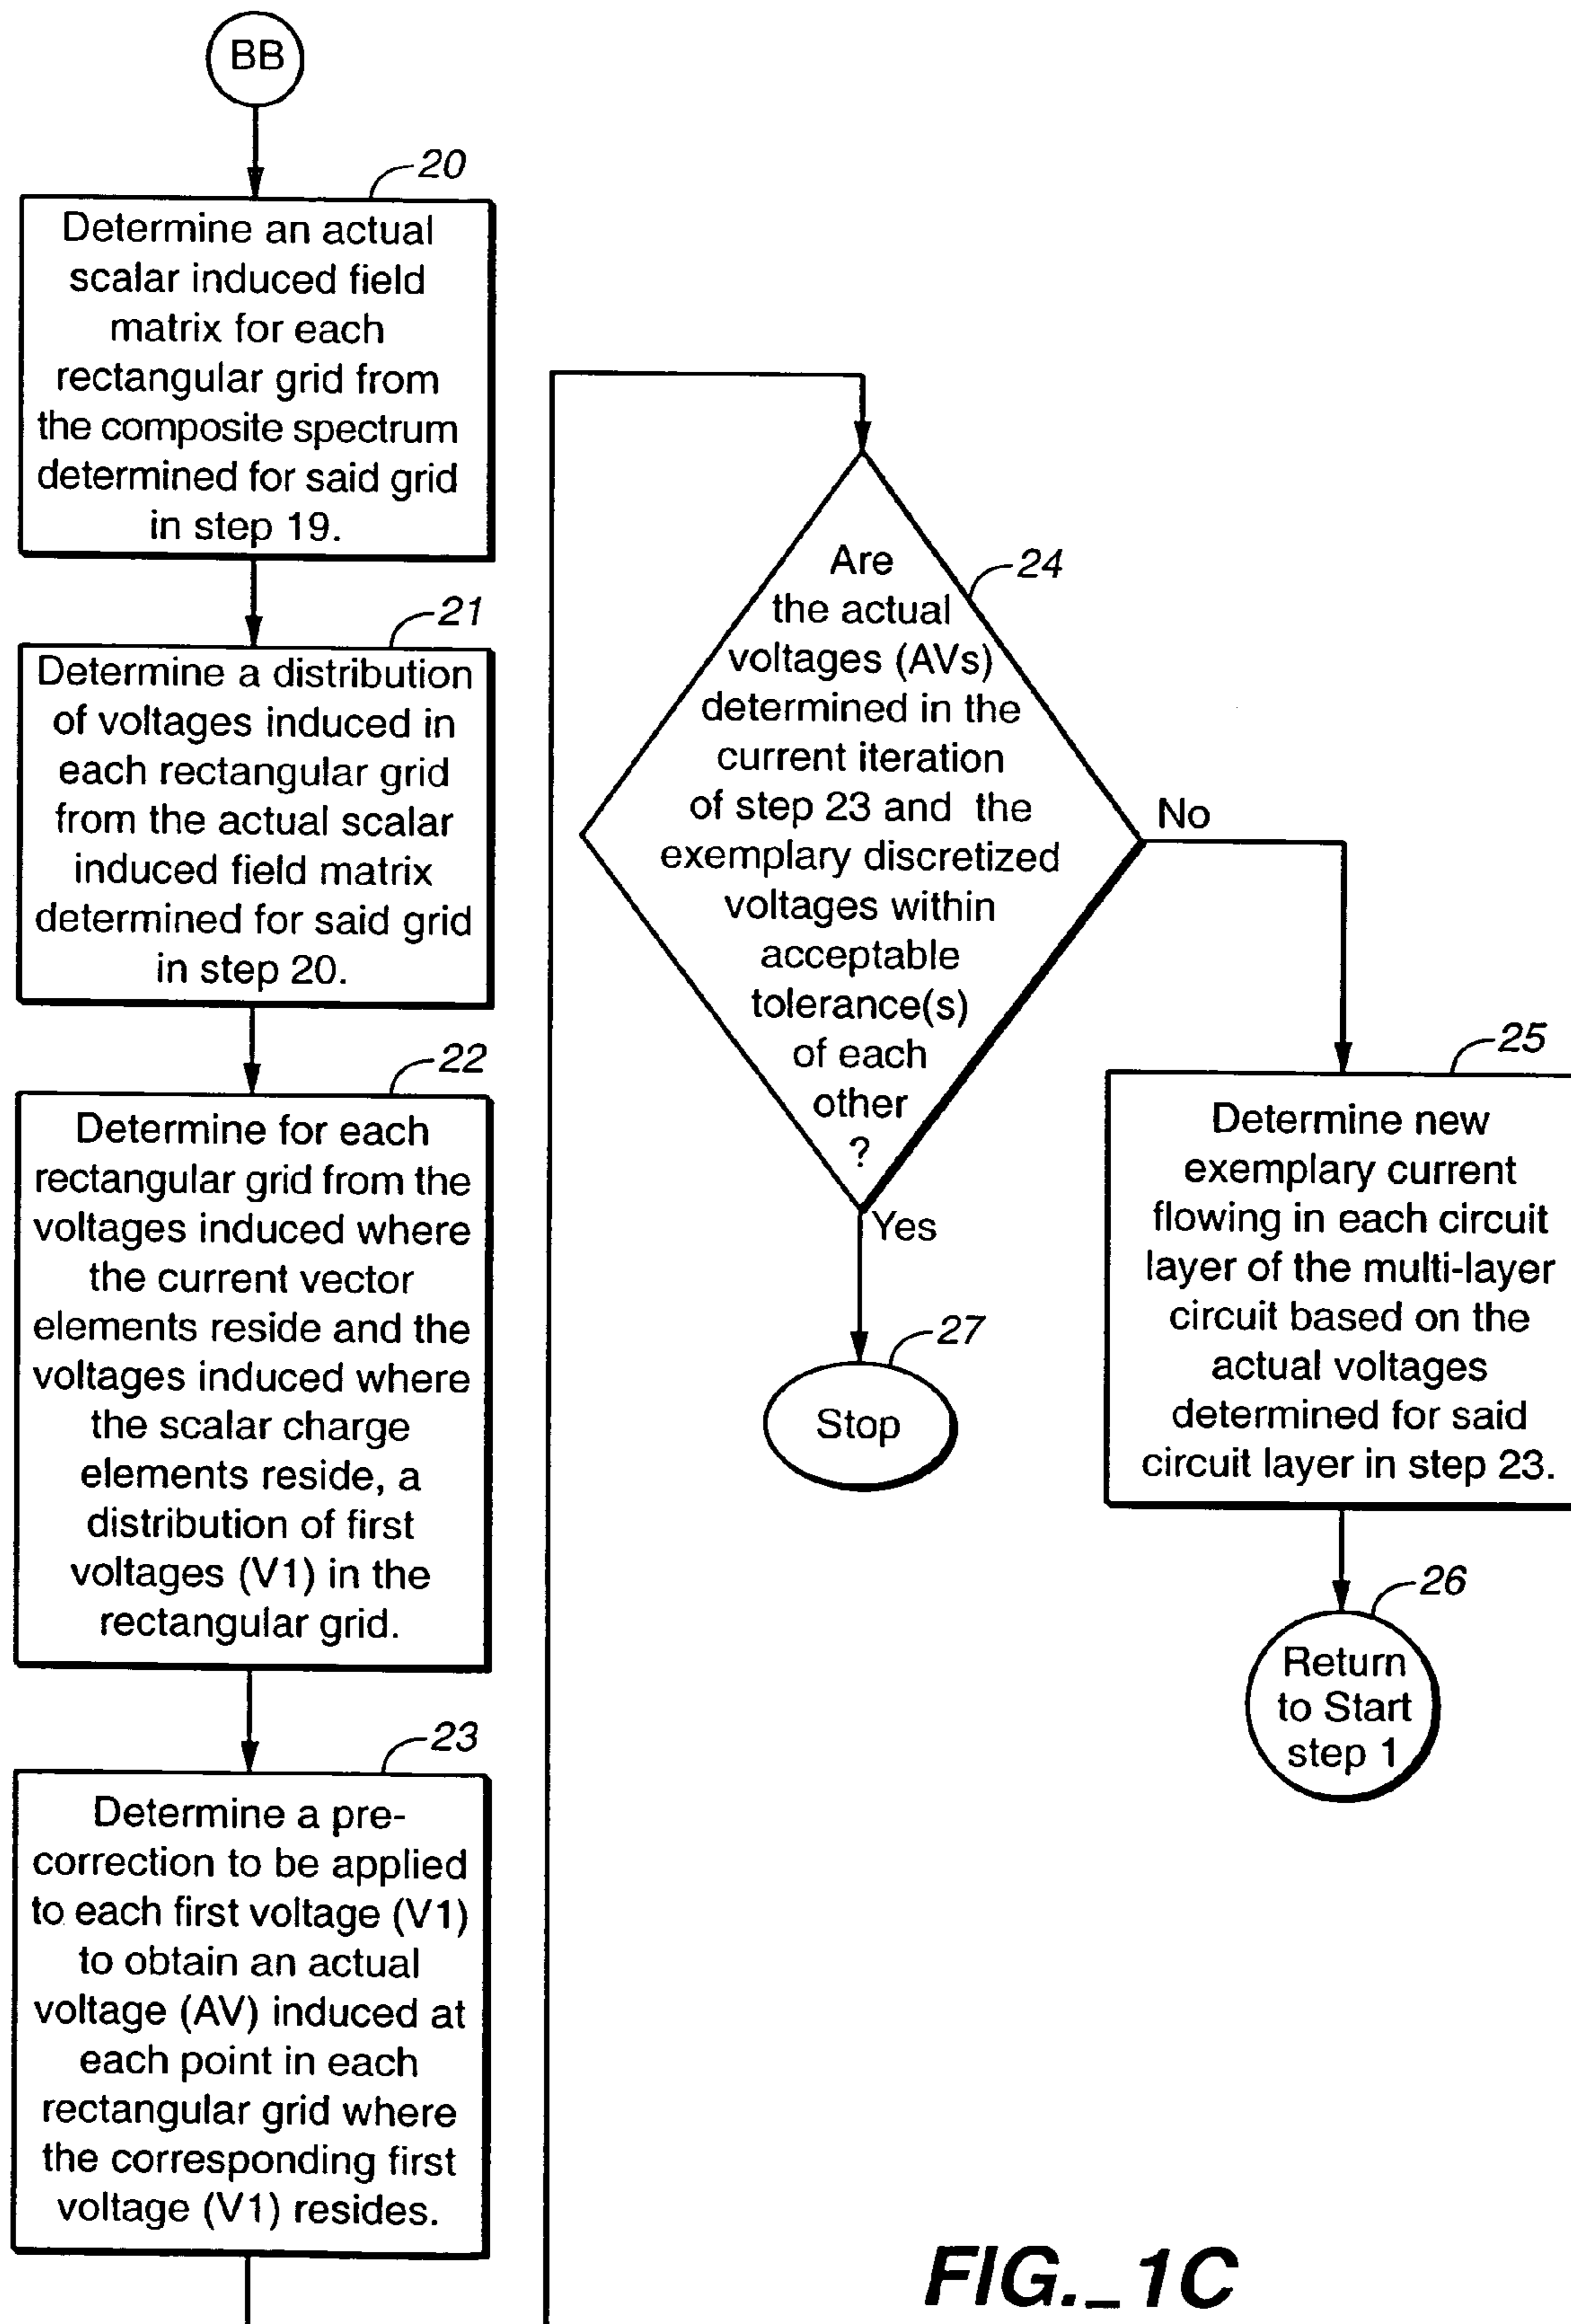 BB
20
Determine an actual
scalar induced field
matrix for each
rectangular grid from
the composite spectrum
determined for said grid
in step 19.
21
Determine a distribution
of voltages induced in
each rectangular grid
from the actual scalar
induced field matrix
determined for said grid
in step 20.
22
Determine for each
rectangular grid from the
voltages induced where
the current vector
elements reside and the
voltages induced where
the scalar charge
elements reside, a
distribution of first
voltages (V1) in the
rectangular grid.
23
Determine a pre-
correction to be applied
to each first voltage (V1)
to obtain an actual
voltage (AV) induced at
each point in each
rectangular grid where
the corresponding first
voltage (V1) resides.
24
Are
the actual
voltages (AVs)
determined in the
current iteration
of step 23 and the
exemplary discretized
voltages within
acceptable
tolerance(s)
of each
other
?
No
Yes
27
Stop
25
Determine new
exemplary current
flowing in each circuit
layer of the multi-layer
circuit based on the
actual voltages
determined for said
circuit layer in step 23.
26
Return
to Start
step 1
FIG._1C